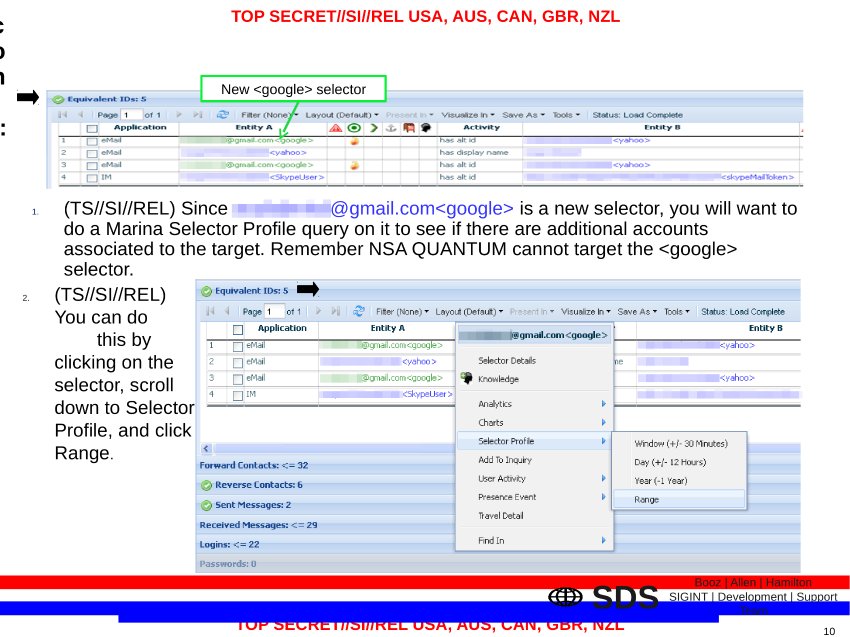 TOP SECRET//SI//REL USA, AUS, CAN, GBR, NZL
c
o
n
:
New <google> selector
Equivalent IDs: 5
Page 1 of 1 Filter (None) Layout (Default) Present In Visualize In Save As Tools Status: Load Complete
Application Entity A Activity Entity B
1 eMail @gmail.com<google> has alt id <yahoo>
2 eMail <yahoo> has display name
3 eMail @gmail.com<google> has alt id <yahoo>
4 IM <SkypeUser> has alt id <skypeMailToken>
1. (TS//SI//REL) Since @gmail.com<google> is a new selector, you will want to
do a Marina Selector Profile query on it to see if there are additional accounts
associated to the target. Remember NSA QUANTUM cannot target the <google>
selector.
2. (TS//SI//REL)
You can do
this by
clicking on the
selector, scroll
down to Selector
Profile, and click
Range.
Equivalent IDs: 5
Page 1 of 1 Filter (None) Layout (Default) Present In Visualize In Save As Tools Status: Load Complete
Application Entity A Entity B
1 eMail @gmail.com<google> <yahoo>
2 eMail <yahoo> me
3 eMail @gmail.com<google> <yahoo>
4 IM <SkypeUser>
@gmail.com<google>
Selector Details
Knowledge
Analytics
Charts
Selector Profile
Add To Inquiry
User Activity
Presence Event
Travel Detail
Find In
Window (+/- 30 Minutes)
Day (+/- 12 Hours)
Year (-1 Year)
Range
Forward Contacts: <= 32
Reverse Contacts: 6
Sent Messages: 2
Received Messages: <= 29
Logins: <= 22
Passwords: 0
Booz | Allen | Hamilton
SDS SIGINT | Development | Support
TOP SECRET//SI//REL USA, AUS, CAN, GBR, NZL
10